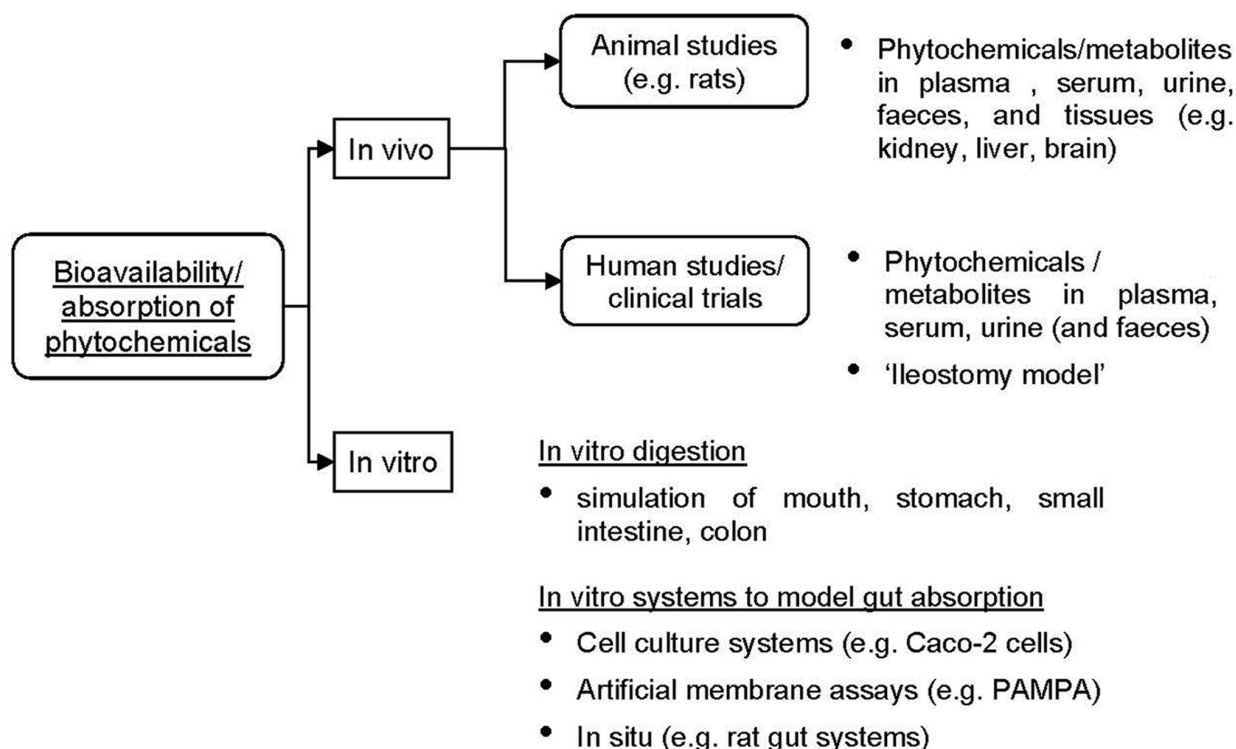 Bioavailability/
absorption of
phytochemicals
In vivo
Animal studies
(e.g. rats)
• Phytochemicals/metabolites
in plasma , serum, urine,
faeces, and tissues (e.g.
kidney, liver, brain)
Human studies/
clinical trials
• Phytochemicals /
metabolites in plasma,
serum, urine (and faeces)
• ‘Ileostomy model’
In vitro
In vitro digestion
• simulation of mouth, stomach, small
intestine, colon
In vitro systems to model gut absorption
• Cell culture systems (e.g. Caco-2 cells)
• Artificial membrane assays (e.g. PAMPA)
• In situ (e.g. rat gut systems)